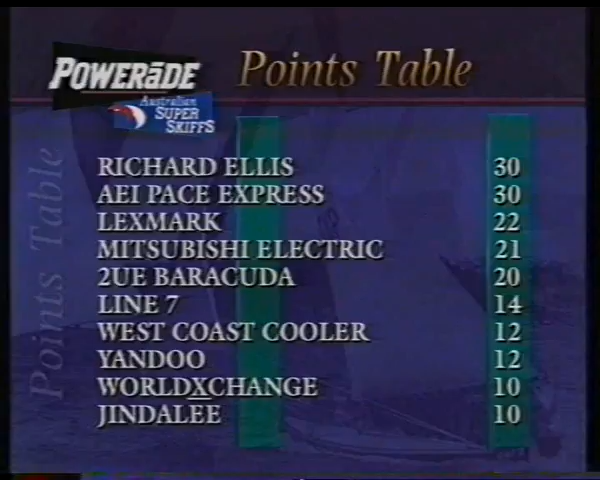 POWERāDE
Points Table
Australian
SUPER
SKIFFS
Points Table
RICHARD ELLIS 30
AEI PACE EXPRESS 30
LEXMARK 22
MITSUBISHI ELECTRIC 21
2UE BARACUDA 20
LINE 7 14
WEST COAST COOLER 12
YANDOO 12
WORLDXCHANGE 10
JINDALEE 10